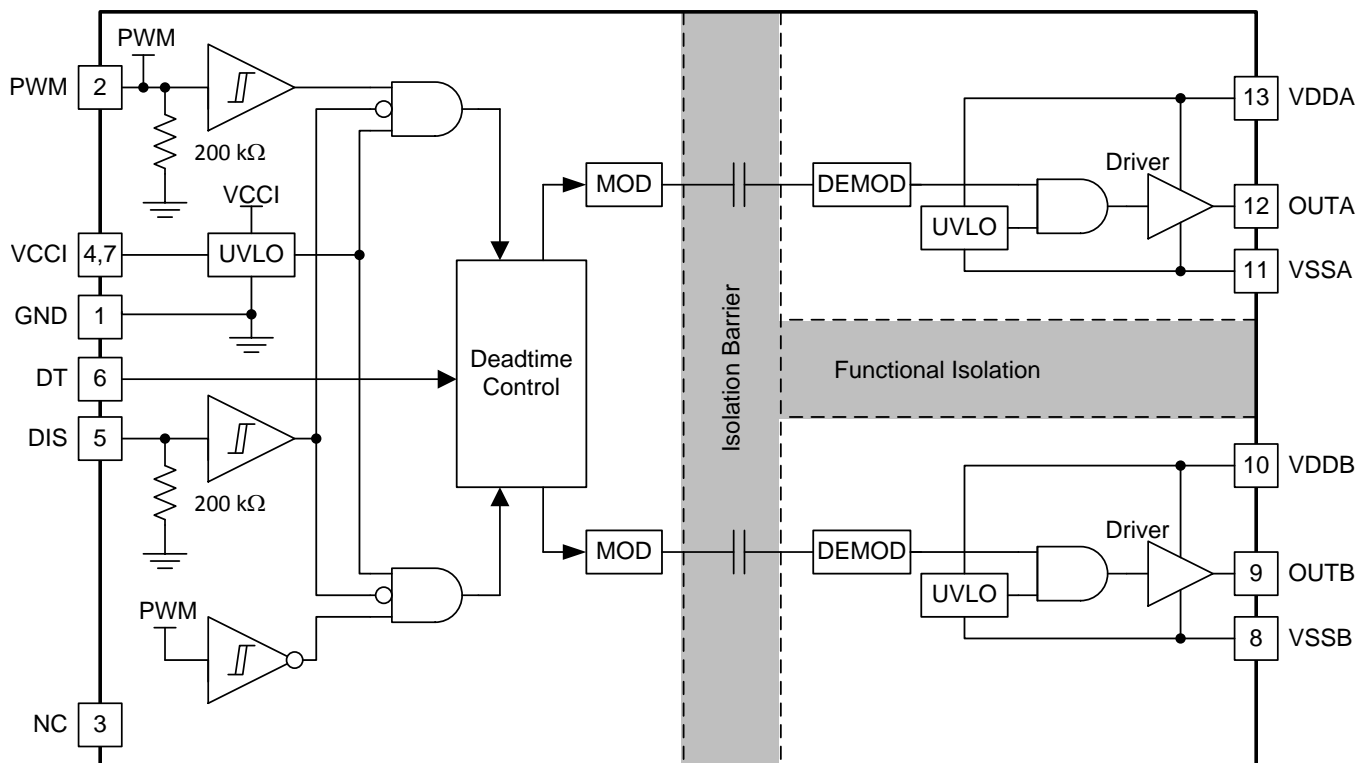 PWM
PWM 2
200 kΩ
VCCI
VCCI 4,7
UVLO
GND 1
DT 6
DIS 5
200 kΩ
PWM
NC 3
Deadtime
Control
MOD
MOD
Isolation Barrier
Functional Isolation
DEMOD
UVLO
Driver
13 VDDA
12 OUTA
11 VSSA
DEMOD
UVLO
Driver
10 VDDB
9 OUTB
8 VSSB